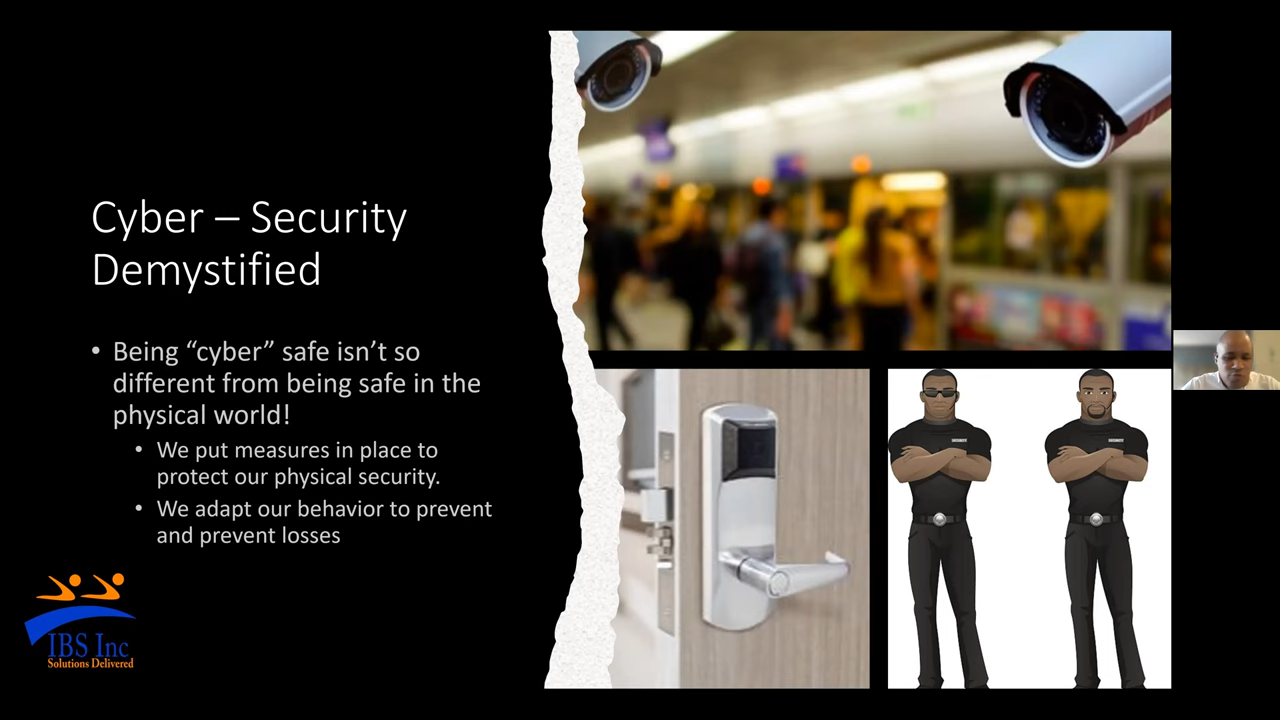 Cyber – Security
Demystified
• Being “cyber” safe isn’t so
different from being safe in the
physical world!
• We put measures in place to
protect our physical security.
• We adapt our behavior to prevent
and prevent losses
IBS Inc
Solutions Delivered